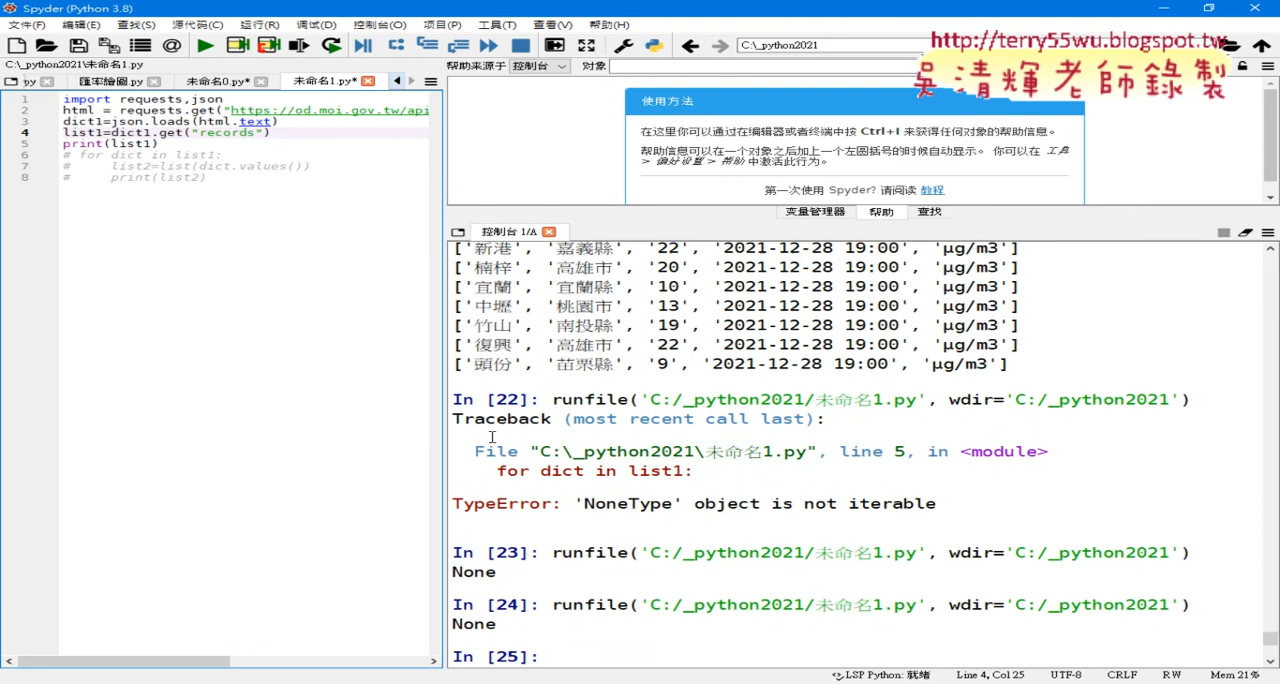 Spyder (Python 3.8)
文件(F) 编辑(E) 查找(S) 源代码(C) 运行(R) 调试(D) 控制台(O) 项目(P) 工具(T) 查看(V) 帮助(H)
C:\_python2021
http://terry55wu.blogspot.tw
吳清輝老師錄製
C:\_python2021\未命名1.py
帮助来源于 控制台 对象
py 匯率繪圖.py 未命名0.py* 未命名1.py*
1 import requests,json
2 html = requests.get("https://od.moi.gov.tw/api
3 dict1=json.loads(html.text)
4 list1=dict1.get("records")
5 print(list1)
6 # for dict in list1:
7 #     list2=list(dict.values())
8 #     print(list2)
使用方法
在这里你可以通过在编辑器或者终端中按 Ctrl+I 来获得任何对象的帮助信息。
帮助信息可以在一个对象之后加上一个左圆括号的时候自动显示。 你可以在 工具
> 偏好设置 > 帮助 中激活此行为。
第一次使用 Spyder? 请阅读 教程
变量管理器 帮助 查找
控制台 1/A
['新港', '嘉義縣', '22', '2021-12-28 19:00', 'μg/m3']
['楠梓', '高雄市', '20', '2021-12-28 19:00', 'μg/m3']
['宜蘭', '宜蘭縣', '10', '2021-12-28 19:00', 'μg/m3']
['中壢', '桃園市', '13', '2021-12-28 19:00', 'μg/m3']
['竹山', '南投縣', '19', '2021-12-28 19:00', 'μg/m3']
['復興', '高雄市', '22', '2021-12-28 19:00', 'μg/m3']
['頭份', '苗栗縣', '9', '2021-12-28 19:00', 'μg/m3']
In [22]: runfile('C:/_python2021/未命名1.py', wdir='C:/_python2021')
Traceback (most recent call last):
File "C:\_python2021\未命名1.py", line 5, in <module>
for dict in list1:
TypeError: 'NoneType' object is not iterable
In [23]: runfile('C:/_python2021/未命名1.py', wdir='C:/_python2021')
None
In [24]: runfile('C:/_python2021/未命名1.py', wdir='C:/_python2021')
None
In [25]:
LSP Python: 就绪 Line 4, Col 25 UTF-8 CRLF RW Mem 21%